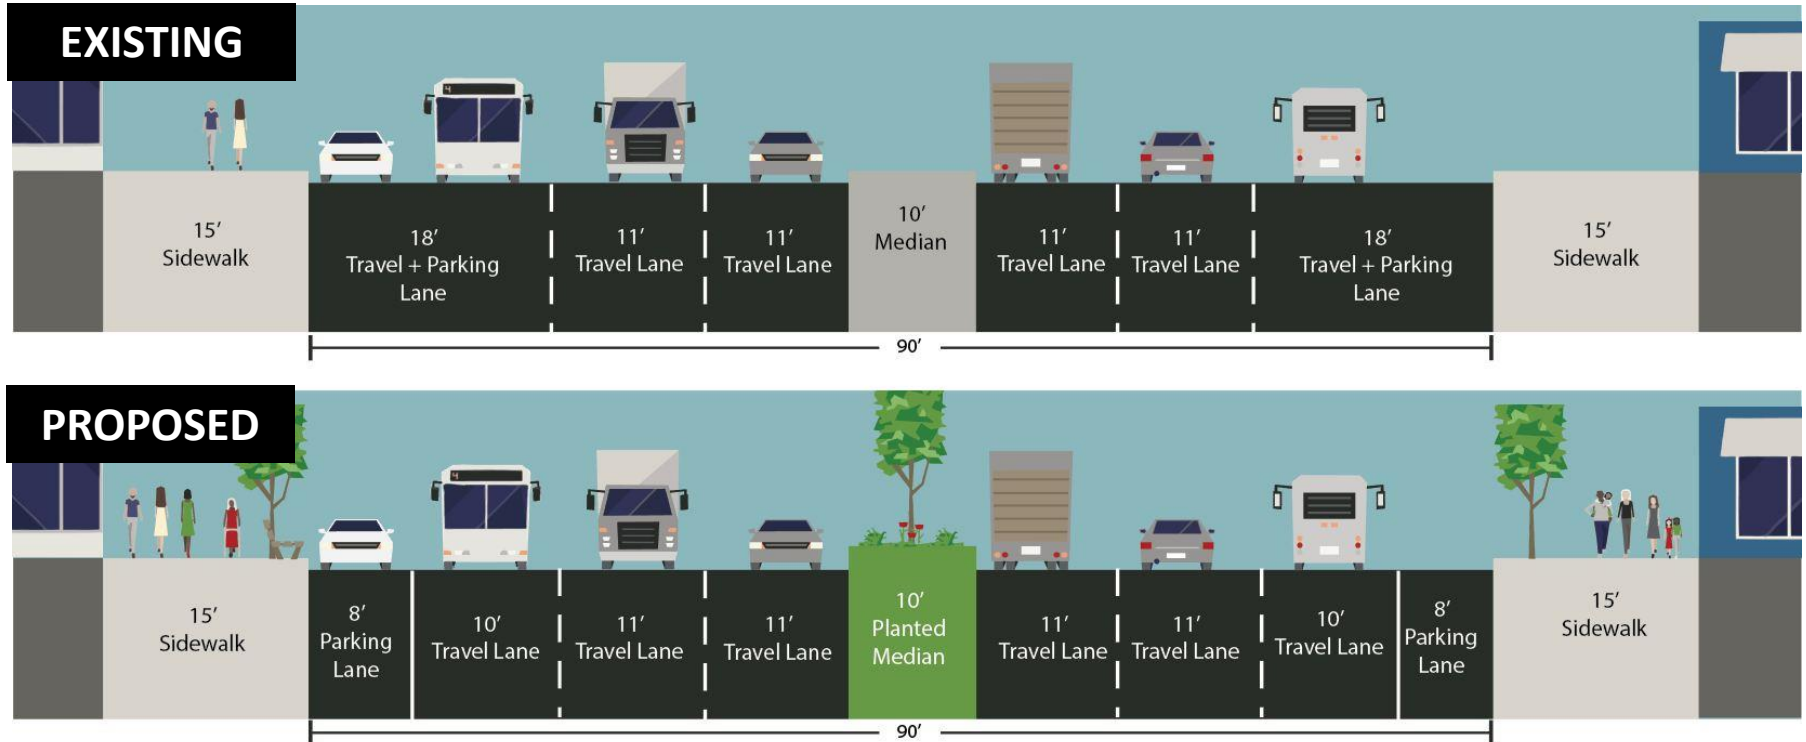 EXISTING
4
15’
Sidewalk
18’
Travel + Parking
Lane
11’
Travel Lane
11’
Travel Lane
10’
Median
11’
Travel Lane
11’
Travel Lane
18’
Travel + Parking
Lane
15’
Sidewalk
90’
PROPOSED
4
15’
Sidewalk
8’
Parking
Lane
10’
Travel Lane
11’
Travel Lane
11’
Travel Lane
10’
Planted
Median
11’
Travel Lane
11’
Travel Lane
10’
Travel Lane
8’
Parking
Lane
15’
Sidewalk
90’